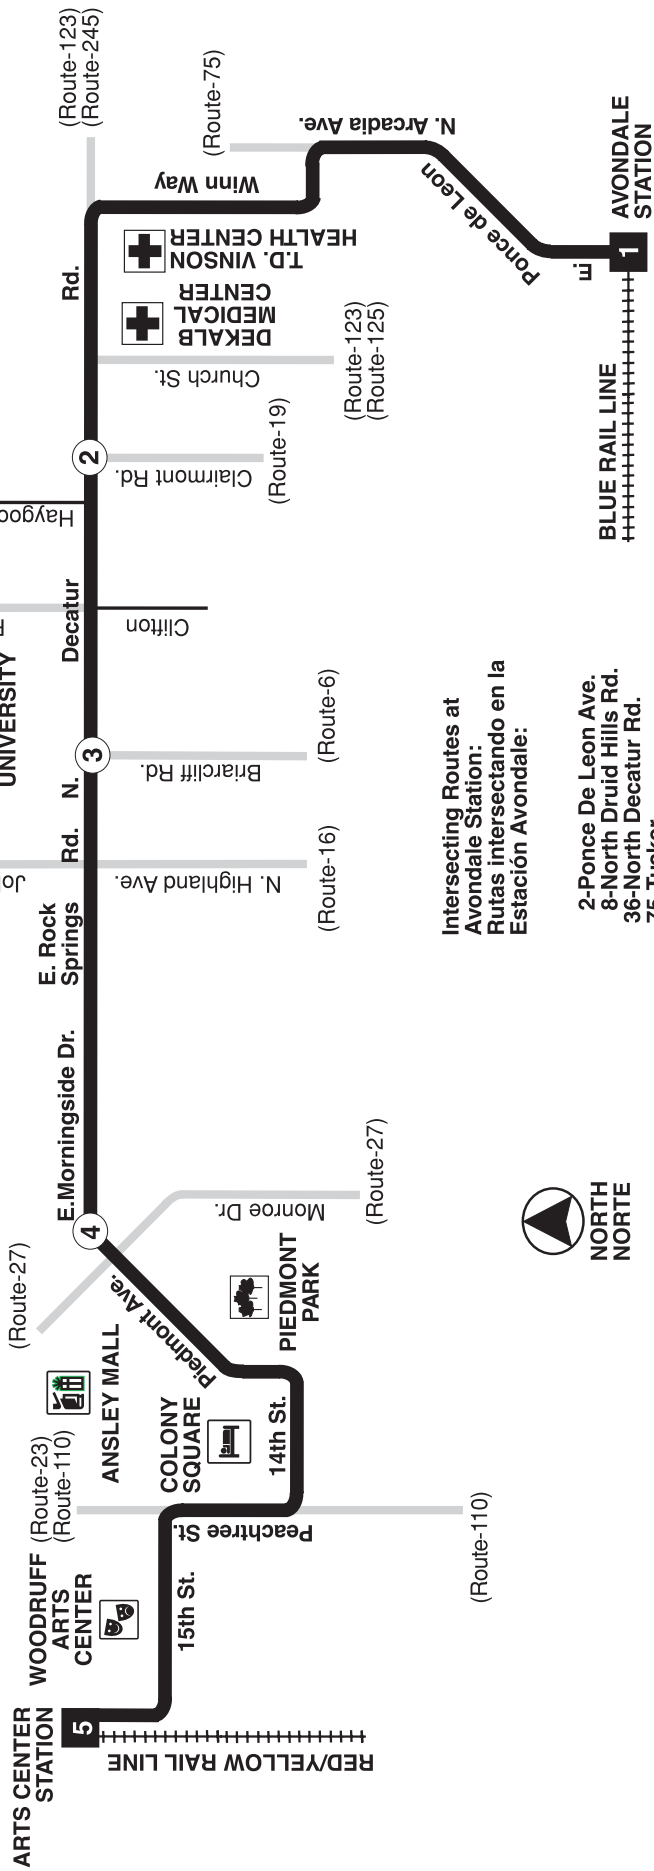 ARTS CENTER
STATION
5
RED/YELLOW RAIL LINE
WOODRUFF
ARTS
CENTER
15th St.
(Route-23)
(Route-110)
Peachtree St.
(Route-110)
ANSLEY MALL
COLONY
SQUARE
14th St.
Piedmont Ave.
PIEDMONT
PARK
(Route-27)
4
Monroe Dr.
(Route-27)
E.Morningside Dr.
E. Rock
Springs
Rd.
N. Highland Ave.
(Route-16)
N.
3
Briarcliff Rd.
(Route-6)
UNIVERSITY
Decatur
Clifton
2
Clairmont Rd.
(Route-19)
Church St.
(Route-123)
(Route-125)
Rd.
DEKALB
MEDICAL
CENTER
T.D. VINSON
HEALTH CENTER
Winn Way
(Route-123)
(Route-245)
(Route-75)
N. Arcadia Ave.
Ponce de Leon
E.
1
AVONDALE
STATION
BLUE RAIL LINE
NORTH
NORTE
Intersecting Routes at
Avondale Station:
Rutas intersectando en la
Estación Avondale:
2-Ponce De Leon Ave.
8-North Druid Hills Rd.
36-North Decatur Rd.
75-Tucker